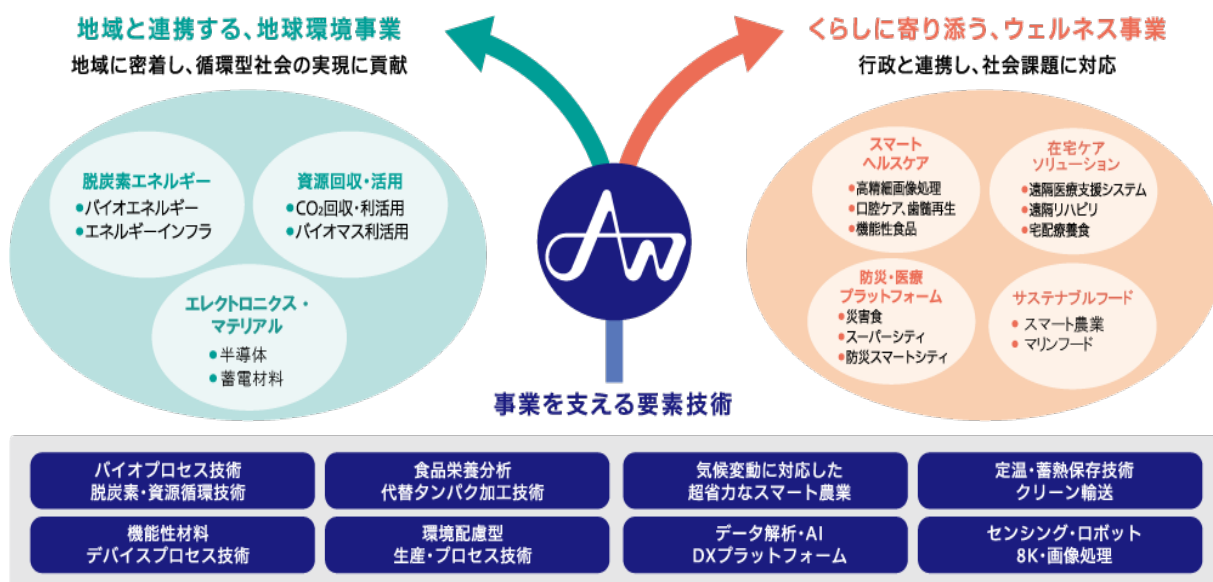 地域と連携する、地球環境事業
地域に密着し、循環型社会の実現に貢献
脱炭素エネルギー
●バイオエネルギー
●エネルギーインフラ
資源回収・活用
●CO₂回収・利活用
●バイオマス利活用
エレクトロニクス・
マテリアル
●半導体
●蓄電材料
くらしに寄り添う、ウェルネス事業
行政と連携し、社会課題に対応
スマート
ヘルスケア
●高精細画像処理
●口腔ケア、歯髄再生
●機能性食品
在宅ケア
ソリューション
●遠隔医療支援システム
●遠隔リハビリ
●宅配療養食
防災・医療
プラットフォーム
●災害食
●スーパーシティ
●防災スマートシティ
サステナブルフード
●スマート農業
●マリンフード
AW
事業を支える要素技術
バイオプロセス技術
脱炭素・資源循環技術
食品栄養分析
代替タンパク加工技術
気候変動に対応した
超省力なスマート農業
定温・蓄熱保存技術
クリーン輸送
機能性材料
デバイスプロセス技術
環境配慮型
生産・プロセス技術
データ解析・AI
DXプラットフォーム
センシング・ロボット
8K・画像処理